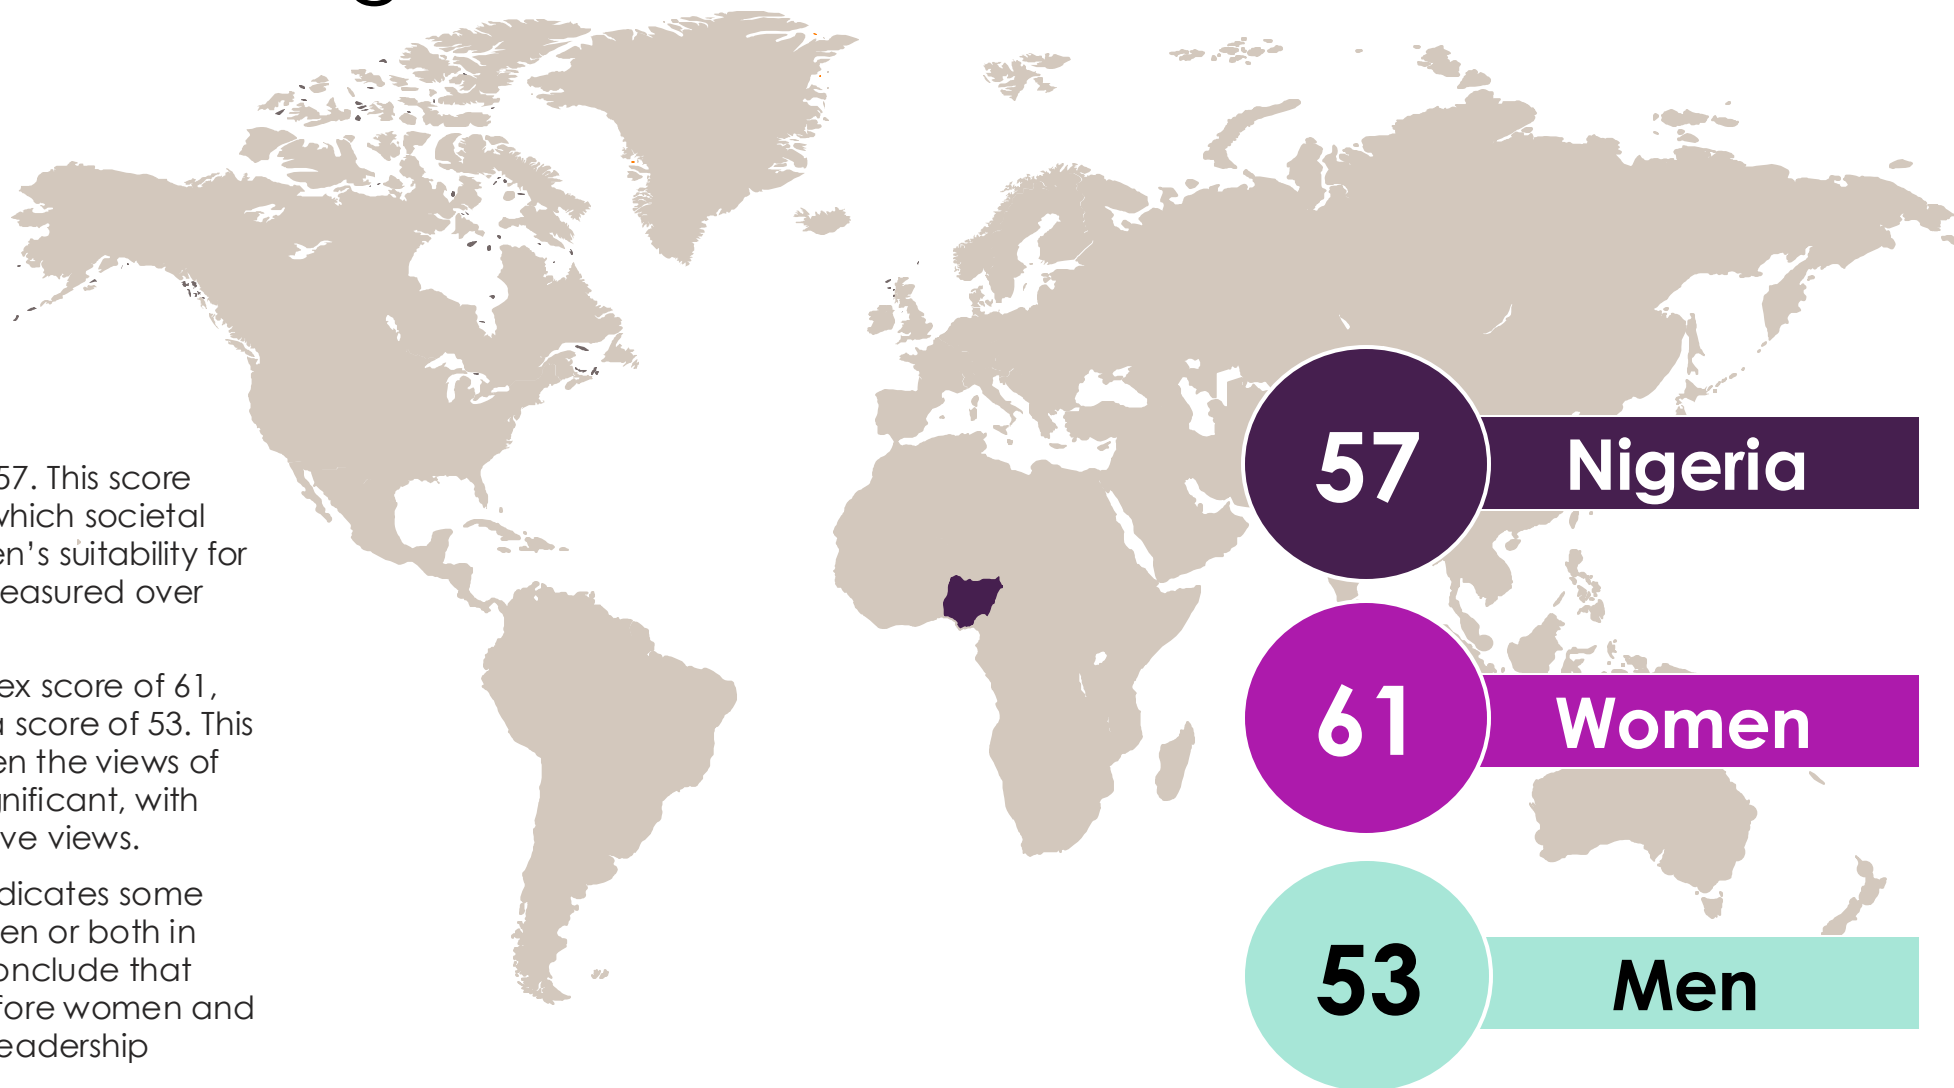 57. This score
which societal
en's suitability for
easured over
ex score of 61,
a score of 53. This
en the views of
gnificant, with
ve views.
dicates some
en or both in
onclude that
fore women and
eadership
57 Nigeria
61 Women
53 Men